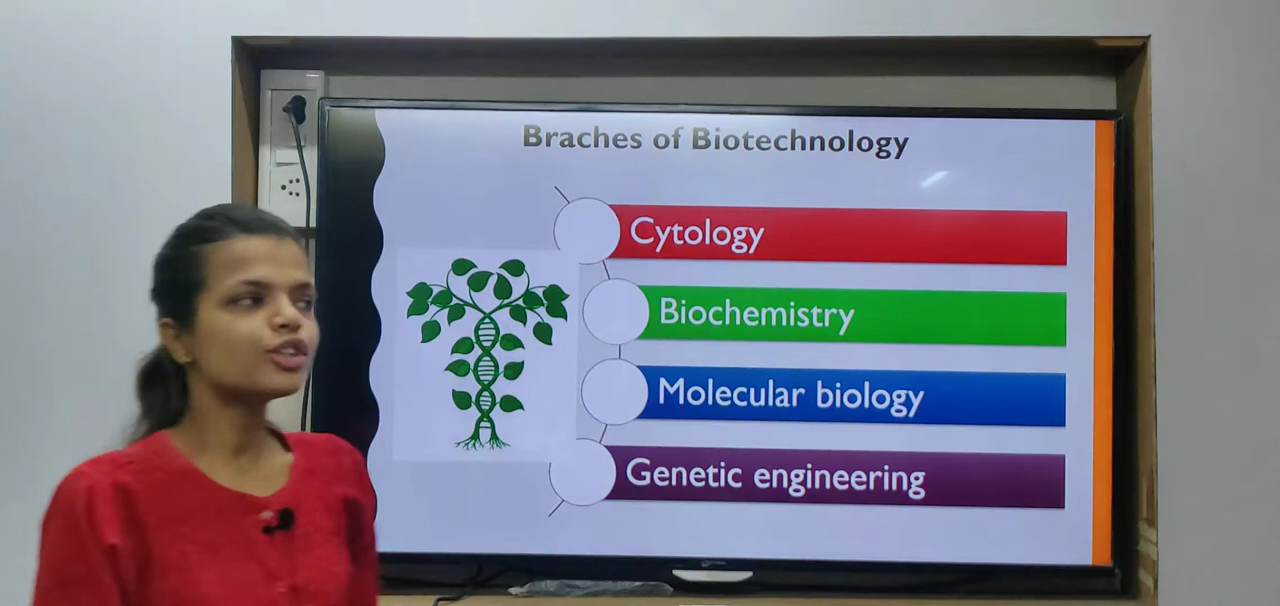 Braches of Biotechnology
Cytology
Biochemistry
Molecular biology
Genetic engineering